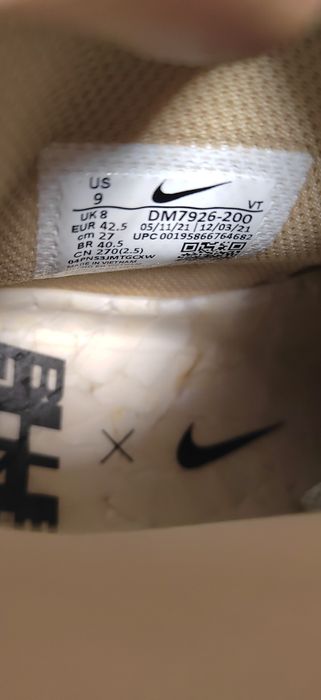 US
9
VT
UK 8
DM7926-200
EUR 42.5
05/11/21 | 12/03/21
cm 27
UPC 00195866764682
BR 40.5
CN 270(2.5)
04PNS3JMTGCXW
MADE IN VIETNAM
X